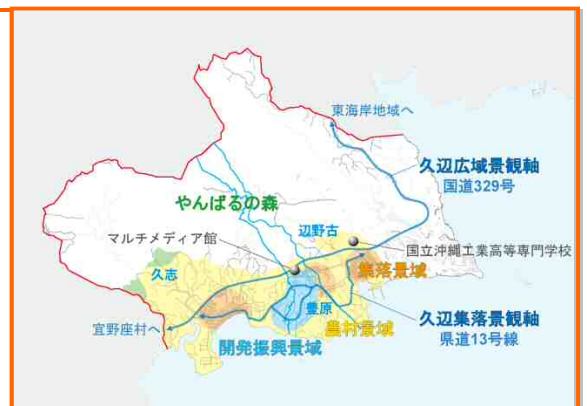 東海岸地域へ
久辺広域景観軸
国道329号
やんばるの森
辺野古
マルチメディア館
国立沖縄工業高等専門学校
集落景域
久志
豊原
農村景域
久辺集落景観軸
県道13号線
宜野座村へ
開発振興景域